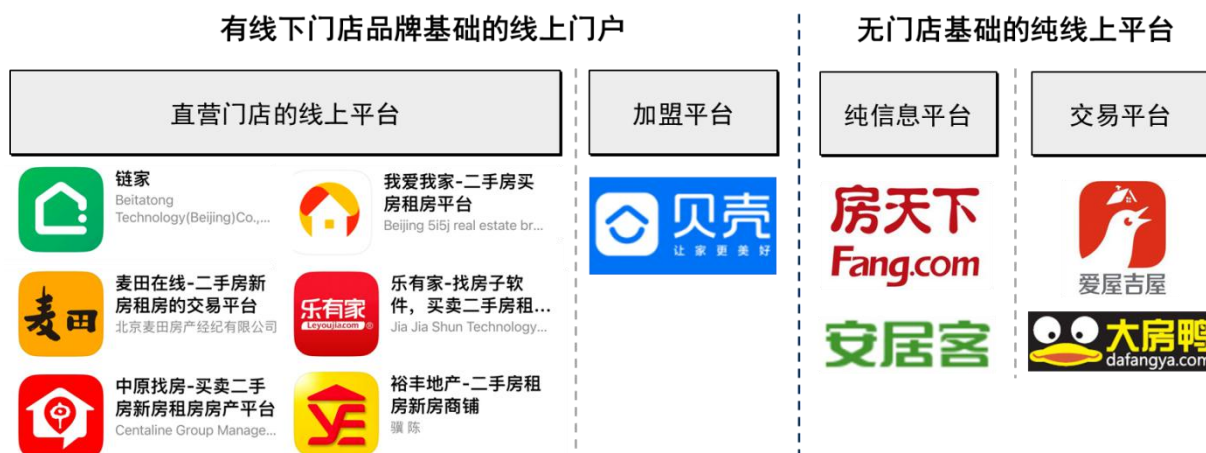 有线下门店品牌基础的线上门户
无门店基础的纯线上平台
直营门店的线上平台
加盟平台
纯信息平台
交易平台
链家
Beitatong
Technology(Beijing)Co.,...
我爱我家-二手房买
房租房平台
Beijing 5i5j real estate br...
麦田在线-二手房新
房租房的交易平台
北京麦田房产经纪有限公司
麦田
乐有家-找房子软
件，买卖二手房租...
Jia Jia Shun Technology...
乐有家
Leyoujia.com
®
中原找房-买卖二手
房新房租房房产平台
Centaline Group Manage...
裕丰地产-二手房租
房新房商铺
骥 陈
贝壳
让家更美好
房天下
Fang.com
安居客
爱屋吉屋
大房鸭
dafangya.com